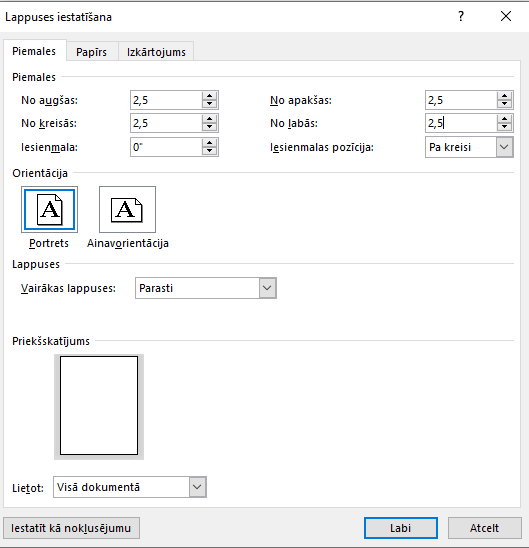 Lappuses iestatīšana ? ×
Piemales Papīrs Izkārtojums
Piemales
No augšas: 2,5 No apakšas: 2,5
No kreisās: 2,5 No labās: 2,5
Iesienmala: 0" Iesienmalas pozīcija: Pa kreisi
Orientācija
A A
Portrets Ainavorientācija
Lappuses
Vairākas lappuses: Parasti
Priekšskatījums
Lietot: Visā dokumentā
Iestatīt kā noklusējumu Labi Atcelt